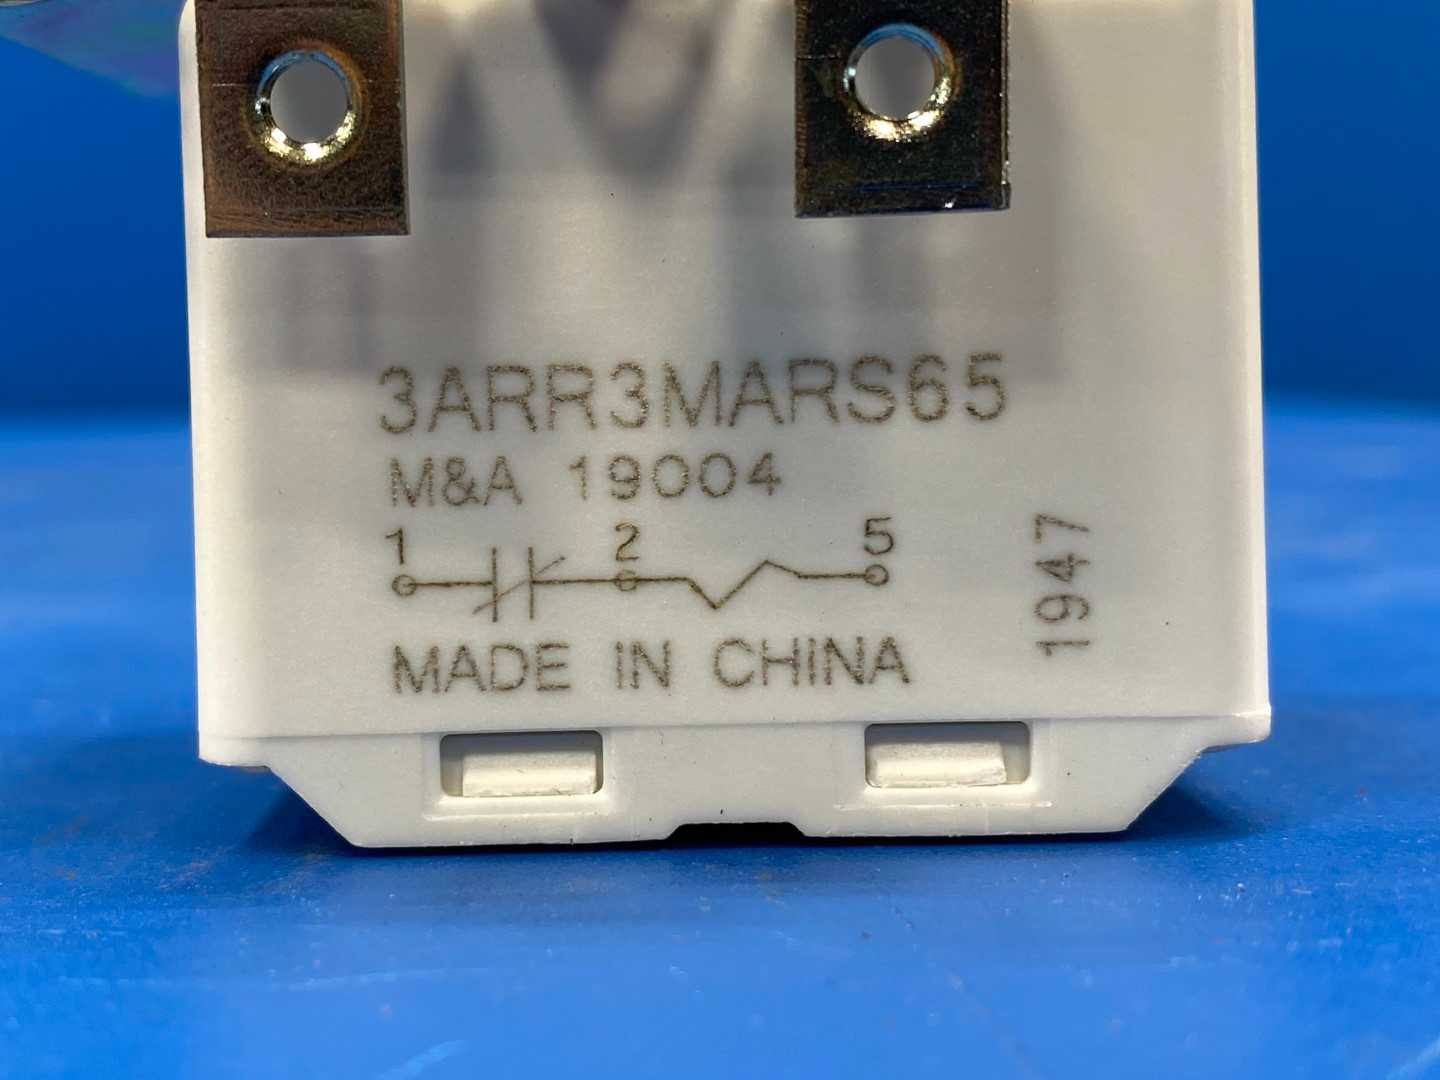 3ARR3MARS65
M&A 19004
1 2 5
MADE IN CHINA
1947